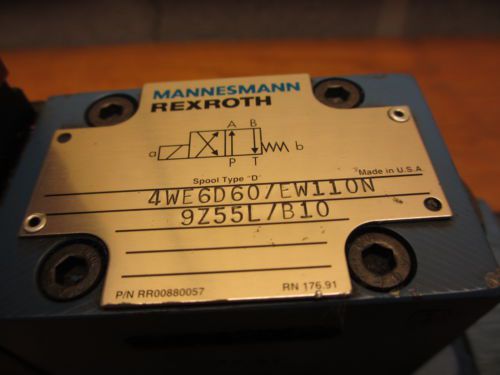 MANNESMANN
REXROTH
A B
a b
P T
Spool Type "D" Made in U.S.A
4WE6D60/EW110N
9Z55L/B10
P/N RR00880057 RN 176.91